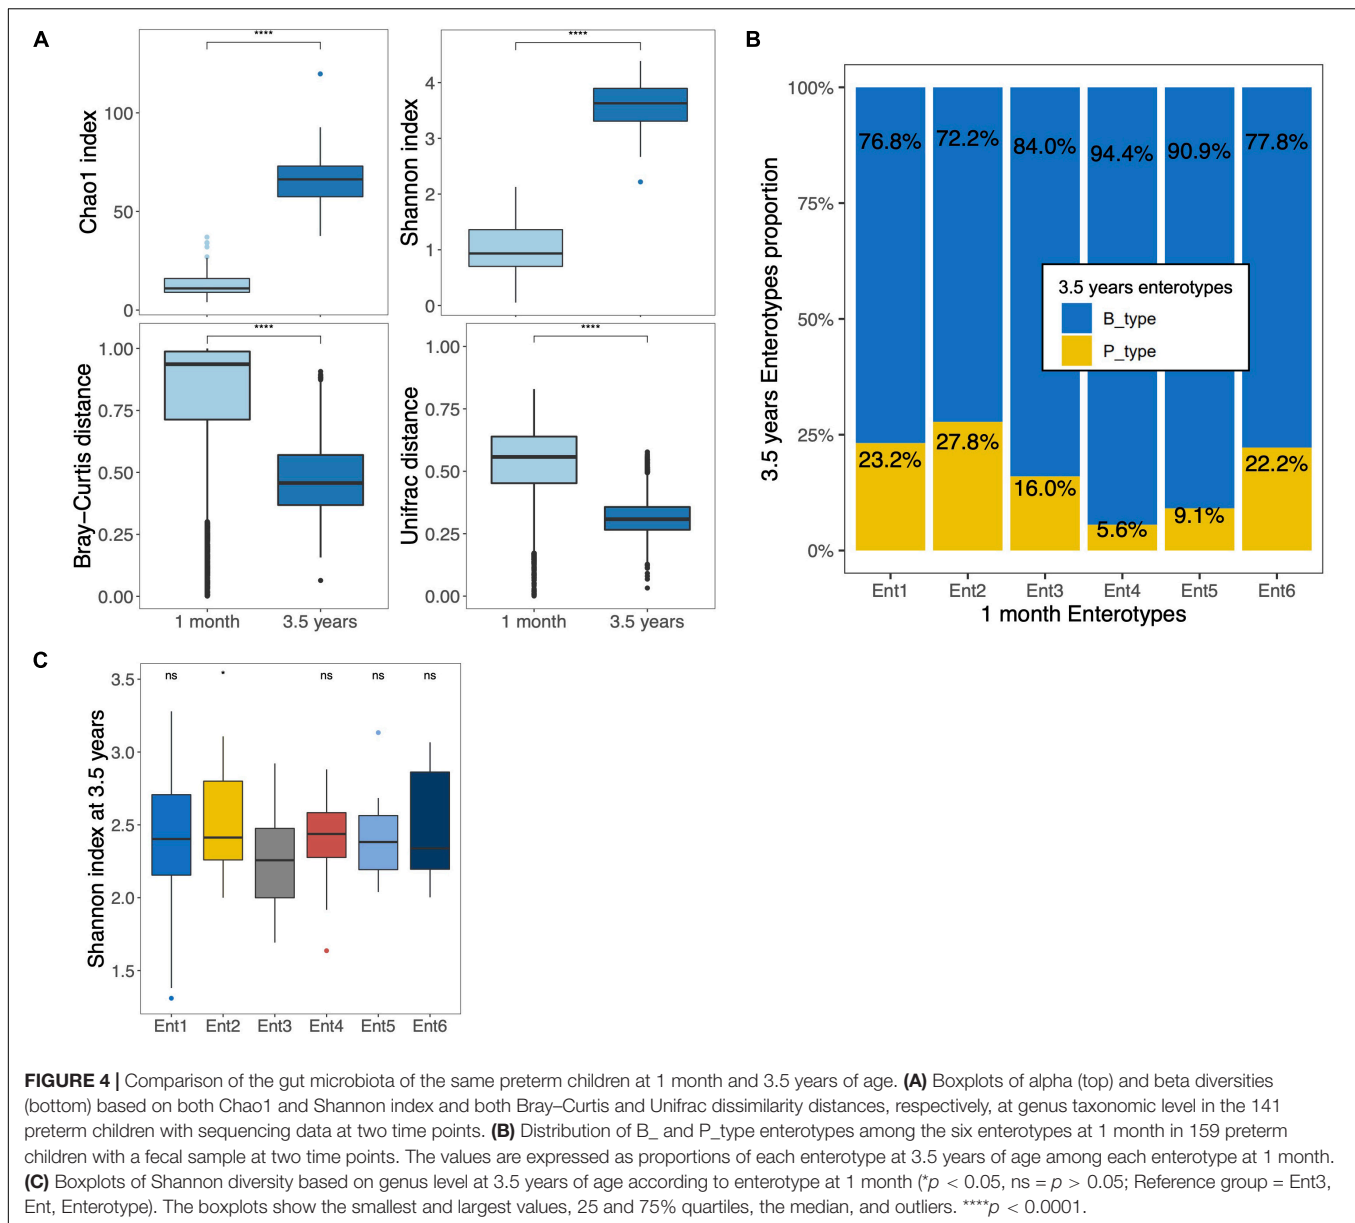 A
****
Chao1 index
100
50
0
****
Shannon index
4
3
2
1
0
****
Bray–Curtis distance
1.00
0.75
0.50
0.25
0.00
1 month
3.5 years
****
Unifrac distance
1.00
0.75
0.50
0.25
0.00
1 month
3.5 years
B
3.5 years Enterotypes proportion
100%
75%
50%
25%
0%
76.8%
72.2%
84.0%
94.4%
90.9%
77.8%
3.5 years enterotypes
B_type
P_type
23.2%
27.8%
16.0%
5.6%
9.1%
22.2%
Ent1
Ent2
Ent3
Ent4
Ent5
Ent6
1 month Enterotypes
C
Shannon index at 3.5 years
3.5
3.0
2.5
2.0
1.5
ns
*
ns
ns
ns
Ent1
Ent2
Ent3
Ent4
Ent5
Ent6
FIGURE 4 | Comparison of the gut microbiota of the same preterm children at 1 month and 3.5 years of age. (A) Boxplots of alpha (top) and beta diversities
(bottom) based on both Chao1 and Shannon index and both Bray–Curtis and Unifrac dissimilarity distances, respectively, at genus taxonomic level in the 141
preterm children with sequencing data at two time points. (B) Distribution of B_ and P_type enterotypes among the six enterotypes at 1 month in 159 preterm
children with a fecal sample at two time points. The values are expressed as proportions of each enterotype at 3.5 years of age among each enterotype at 1 month.
(C) Boxplots of Shannon diversity based on genus level at 3.5 years of age according to enterotype at 1 month (*p < 0.05, ns = p > 0.05; Reference group = Ent3,
Ent, Enterotype). The boxplots show the smallest and largest values, 25 and 75% quartiles, the median, and outliers. ****p < 0.0001.